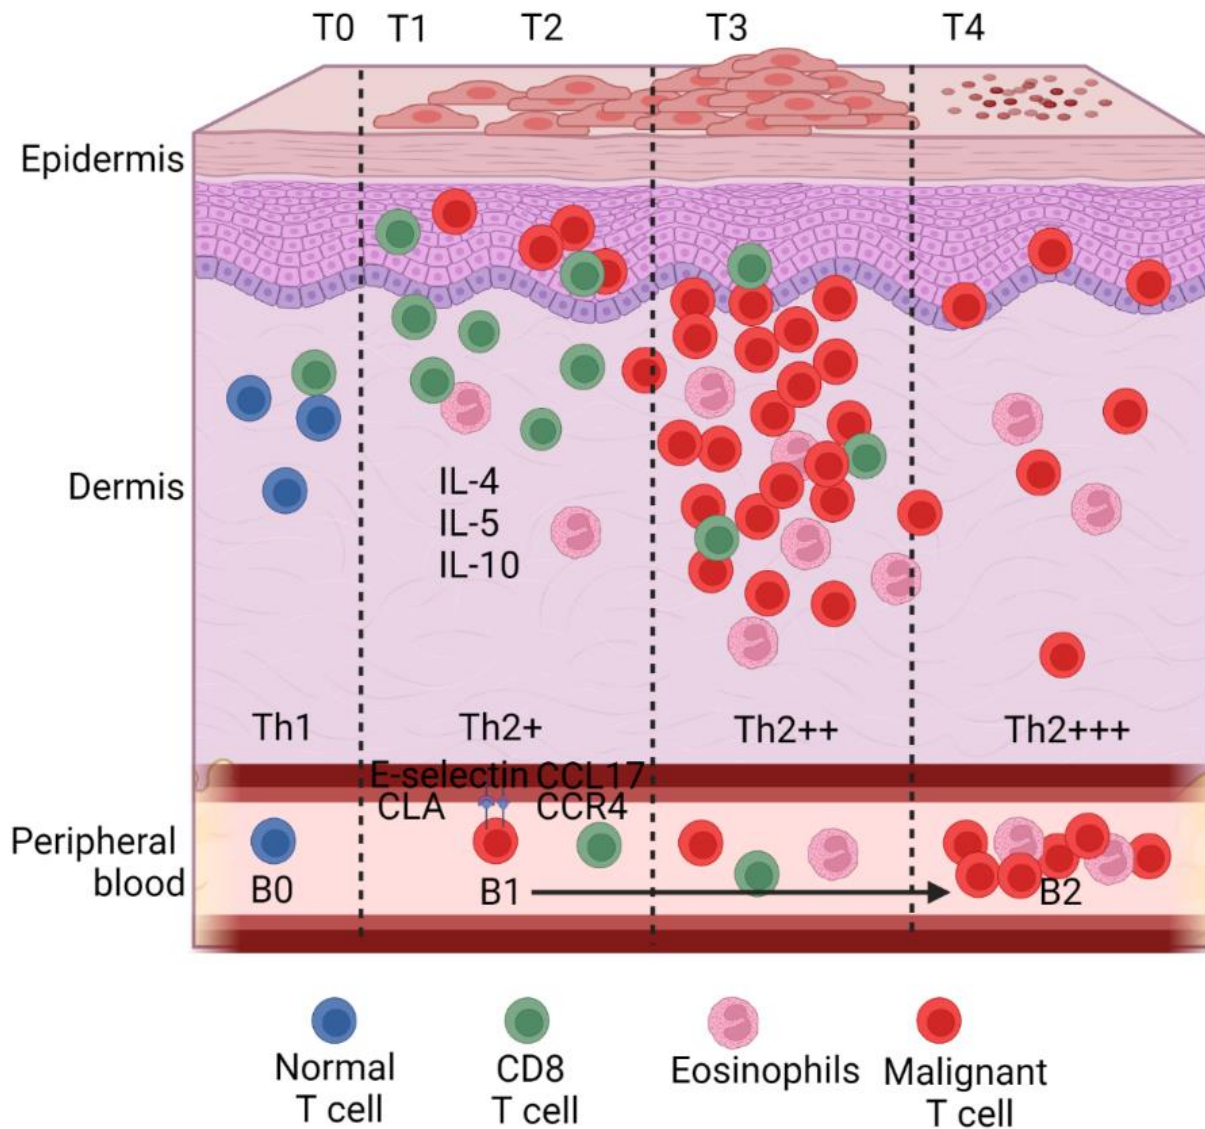 T0 T1 T2 T3 T4
Epidermis
Dermis
IL-4
IL-5
IL-10
Th1 Th2+ Th2++ Th2+++
E-selectin CCL17
CLA CCR4
Peripheral
blood
B0 B1 B2
Normal
T cell
CD8
T cell
Eosinophils
Malignant
T cell